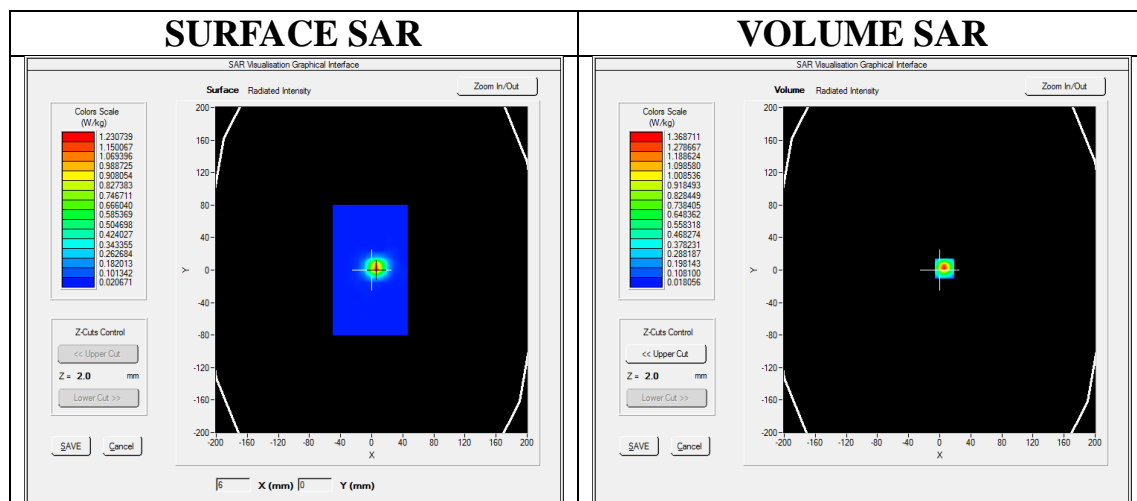 SURFACE SAR
VOLUME SAR
SAR Visualisation Graphical Interface
Surface Radiated Intensity
Zoom In/Out
Colors Scale
(W/kg)
1.230739
1.150067
1.069396
0.988725
0.908054
0.827383
0.746711
0.666040
0.585369
0.504698
0.424027
0.343355
0.262684
0.182013
0.101342
0.020671
200
160
120
80
40
0
-40
-80
-120
-160
-200
Y
-200 -160 -120 -80 -40 0 40 80 120 160 200
X
Z-Cuts Control
<< Upper Cut
Z = 2.0 mm
Lower Cut >>
SAVE Cancel
6 X (mm) 0 Y (mm)
SAR Visualisation Graphical Interface
Volume Radiated Intensity
Zoom In/Out
Colors Scale
(W/kg)
1.368711
1.278667
1.188624
1.098580
1.008536
0.918493
0.828449
0.738405
0.648362
0.558318
0.468274
0.378231
0.288187
0.198143
0.108100
0.018056
200
160
120
80
40
0
-40
-80
-120
-160
-200
Y
-200 -160 -120 -80 -40 0 40 80 120 160 200
X
Z-Cuts Control
<< Upper Cut
Z = 2.0 mm
Lower Cut >>
SAVE Cancel